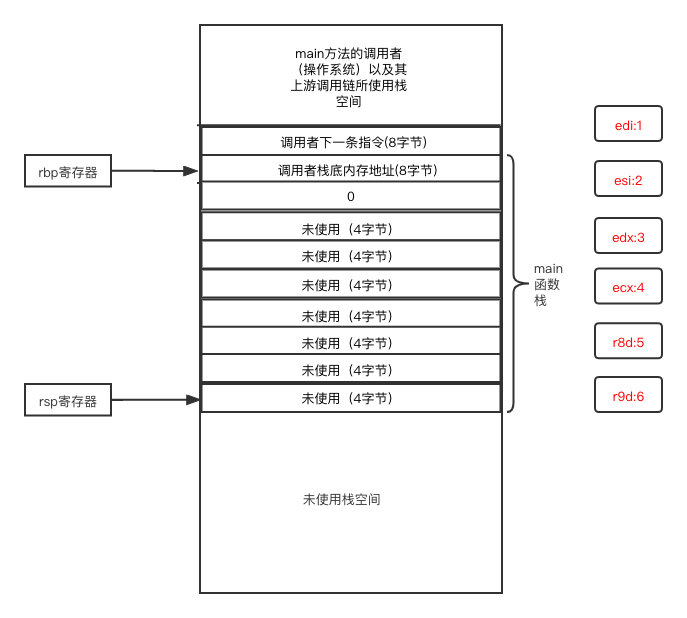 main方法的调用者
（操作系统）以及其
上游调用链所使用栈
空间
调用者下一条指令(8字节)
rbp寄存器
调用者栈底内存地址(8字节)
0
未使用（4字节)
未使用（4字节)
未使用（4字节)
未使用（4字节)
未使用（4字节)
未使用（4字节)
rsp寄存器
未使用（4字节)
未使用栈空间
main
函数
栈
edi:1
esi:2
edx:3
ecx:4
r8d:5
r9d:6